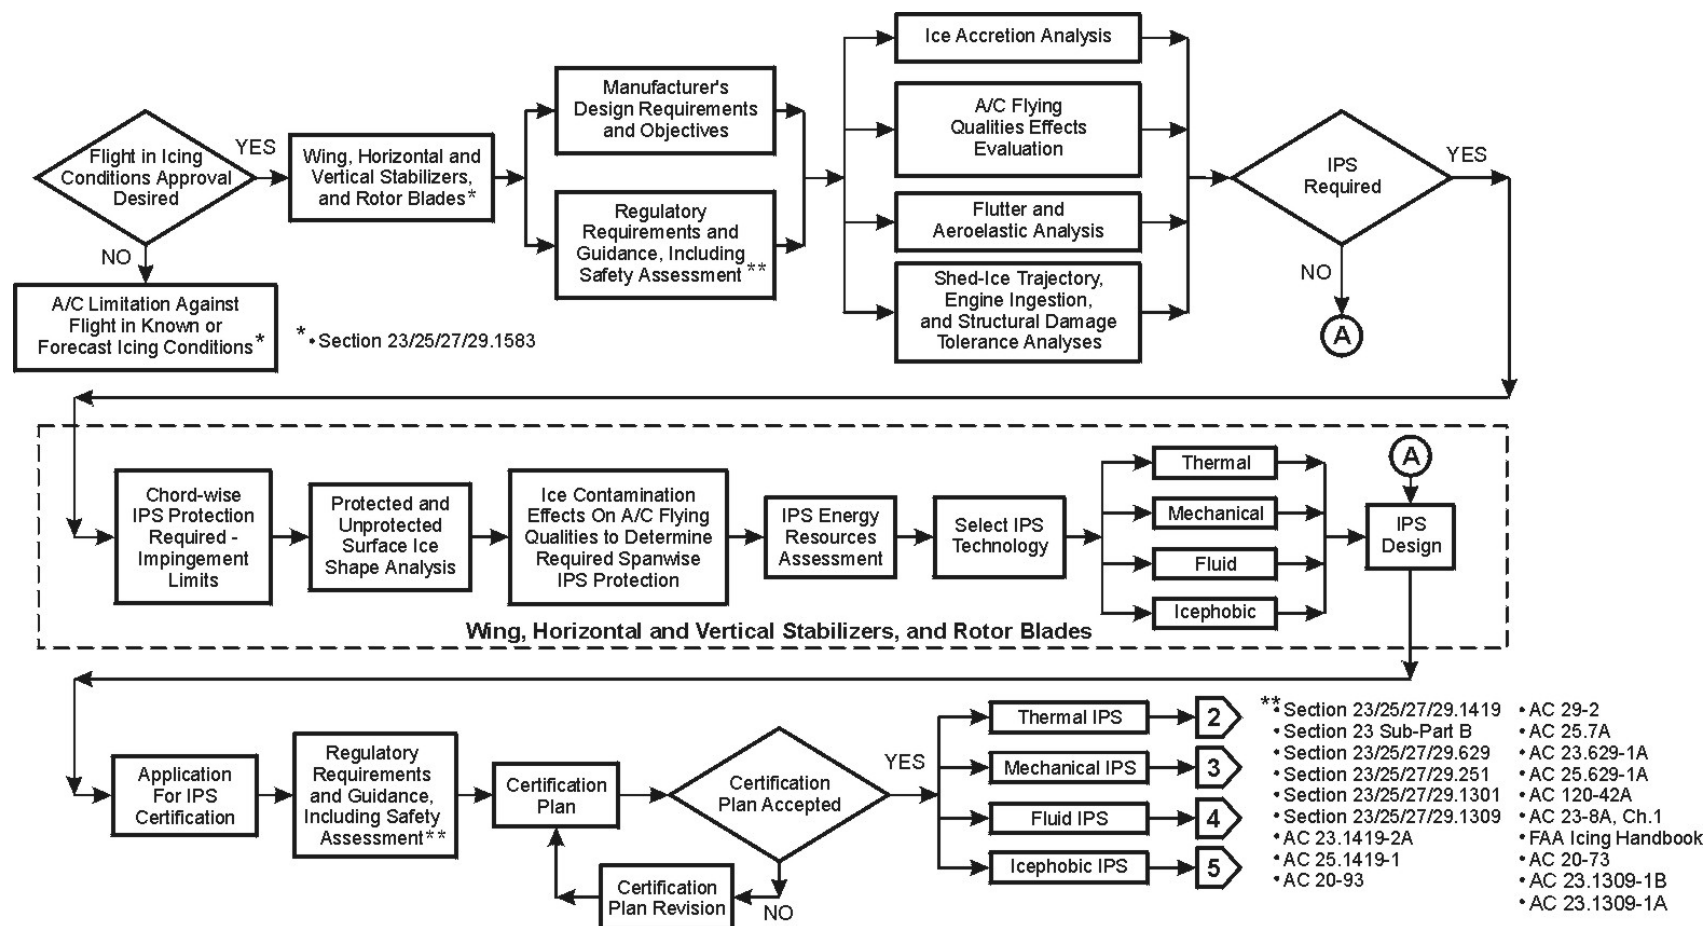 Flight in Icing
Conditions Approval
Desired
YES
NO
A/C Limitation Against
Flight in Known or
Forecast Icing Conditions*
* • Section 23/25/27/29.1583
Wing, Horizontal and
Vertical Stabilizers,
and Rotor Blades*
Manufacturer's
Design Requirements
and Objectives
Regulatory
Requirements and
Guidance, Including
Safety Assessment**
Ice Accretion Analysis
A/C Flying
Qualities Effects
Evaluation
Flutter and
Aeroelastic Analysis
Shed-Ice Trajectory,
Engine Ingestion,
and Structural Damage
Tolerance Analyses
IPS
Required
YES
NO
A
Chord-wise
IPS Protection
Required -
Impingement
Limits
Protected and
Unprotected
Surface Ice
Shape Analysis
Ice Contamination
Effects On A/C Flying
Qualities to Determine
Required Spanwise
IPS Protection
IPS Energy
Resources
Assessment
Select IPS
Technology
Thermal
Mechanical
Fluid
Icephobic
A
IPS
Design
Wing, Horizontal and Vertical Stabilizers, and Rotor Blades
Application
For IPS
Certification
Regulatory
Requirements
and Guidance,
Including Safety
Assessment**
Certification
Plan
Certification
Plan Accepted
YES
NO
Certification
Plan Revision
Thermal IPS
2
Mechanical IPS
3
Fluid IPS
4
Icephobic IPS
5
** • Section 23/25/27/29.1419
• Section 23 Sub-Part B
• Section 23/25/27/29.629
• Section 23/25/27/29.251
• Section 23/25/27/29.1301
• Section 23/25/27/29.1309
• AC 23.1419-2A
• AC 25.1419-1
• AC 20-93
• AC 29-2
• AC 25.7A
• AC 23.629-1A
• AC 25.629-1A
• AC 120-42A
• AC 23-8A, Ch.1
• FAA Icing Handbook
• AC 20-73
• AC 23.1309-1B
• AC 23.1309-1A